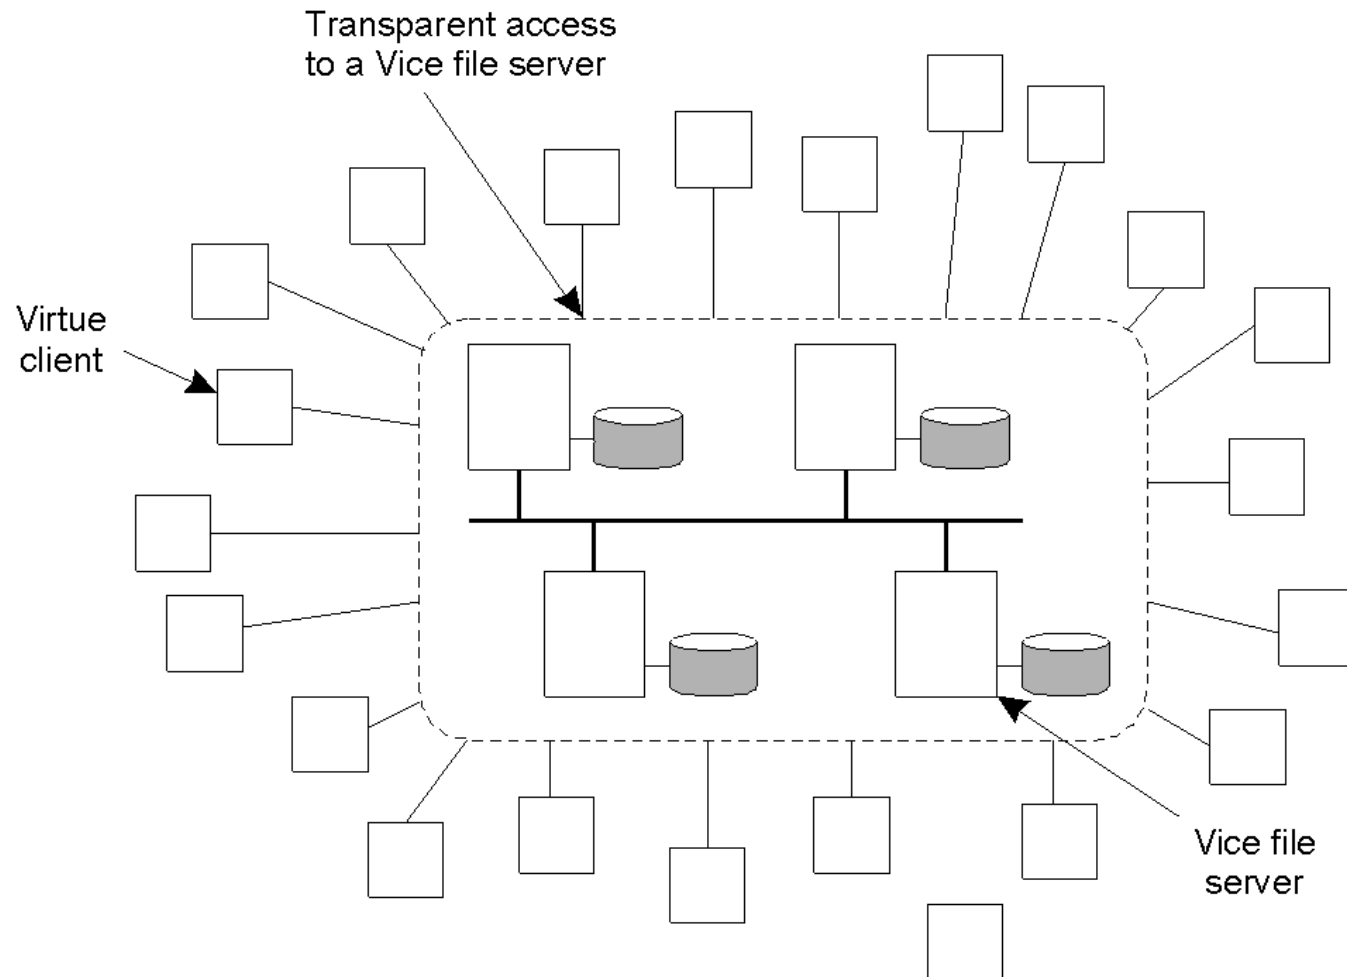 Transparent access
to a Vice file server
Virtue
client
Vice file
server